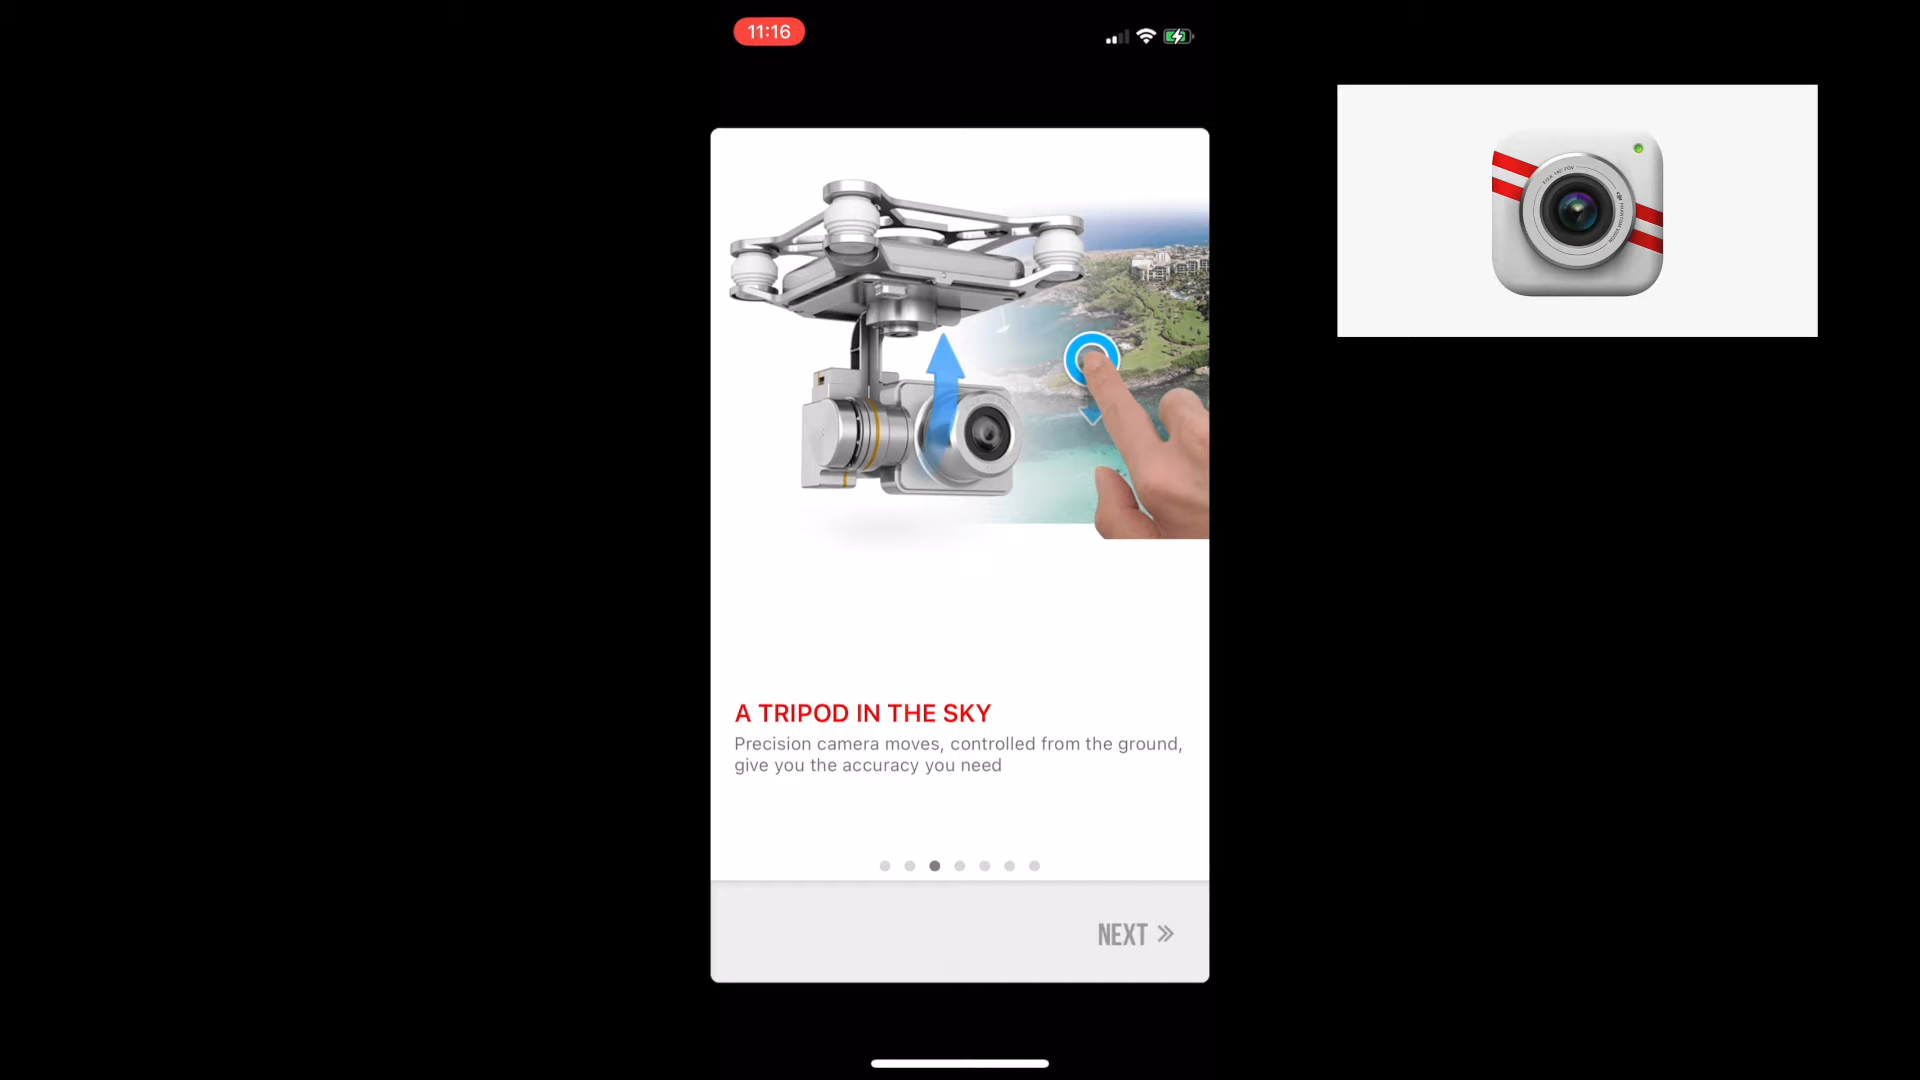 11:16
A TRIPOD IN THE SKY
Precision camera moves, controlled from the ground,
give you the accuracy you need
NEXT